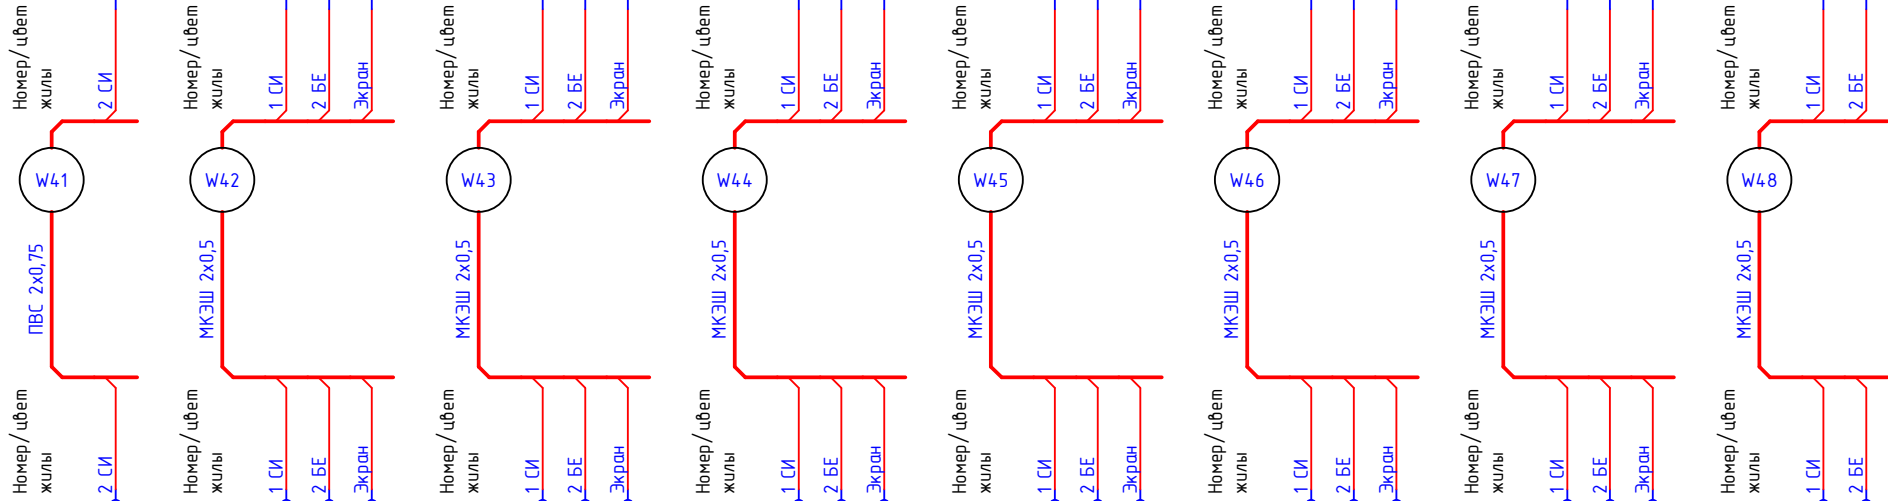 Номер/цвет
жилы
2 СИ
Номер/цвет
жилы
1 СИ
2 БЕ
Экран
Номер/цвет
жилы
1 СИ
2 БЕ
Экран
Номер/цвет
жилы
1 СИ
2 БЕ
Экран
Номер/цвет
жилы
1 СИ
2 БЕ
Экран
Номер/цвет
жилы
1 СИ
2 БЕ
Экран
Номер/цвет
жилы
1 СИ
2 БЕ
Экран
Номер/цвет
жилы
1 СИ
2 БЕ
W41
W42
W43
W44
W45
W46
W47
W48
ПВС 2х0,75
МКЭШ 2х0,5
МКЭШ 2х0,5
МКЭШ 2х0,5
МКЭШ 2х0,5
МКЭШ 2х0,5
МКЭШ 2х0,5
МКЭШ 2х0,5
Номер/цвет
жилы
2 СИ
Номер/цвет
жилы
1 СИ
2 БЕ
Экран
Номер/цвет
жилы
1 СИ
2 БЕ
Экран
Номер/цвет
жилы
1 СИ
2 БЕ
Экран
Номер/цвет
жилы
1 СИ
2 БЕ
Экран
Номер/цвет
жилы
1 СИ
2 БЕ
Экран
Номер/цвет
жилы
1 СИ
2 БЕ
Экран
Номер/цвет
жилы
1 СИ
2 БЕ